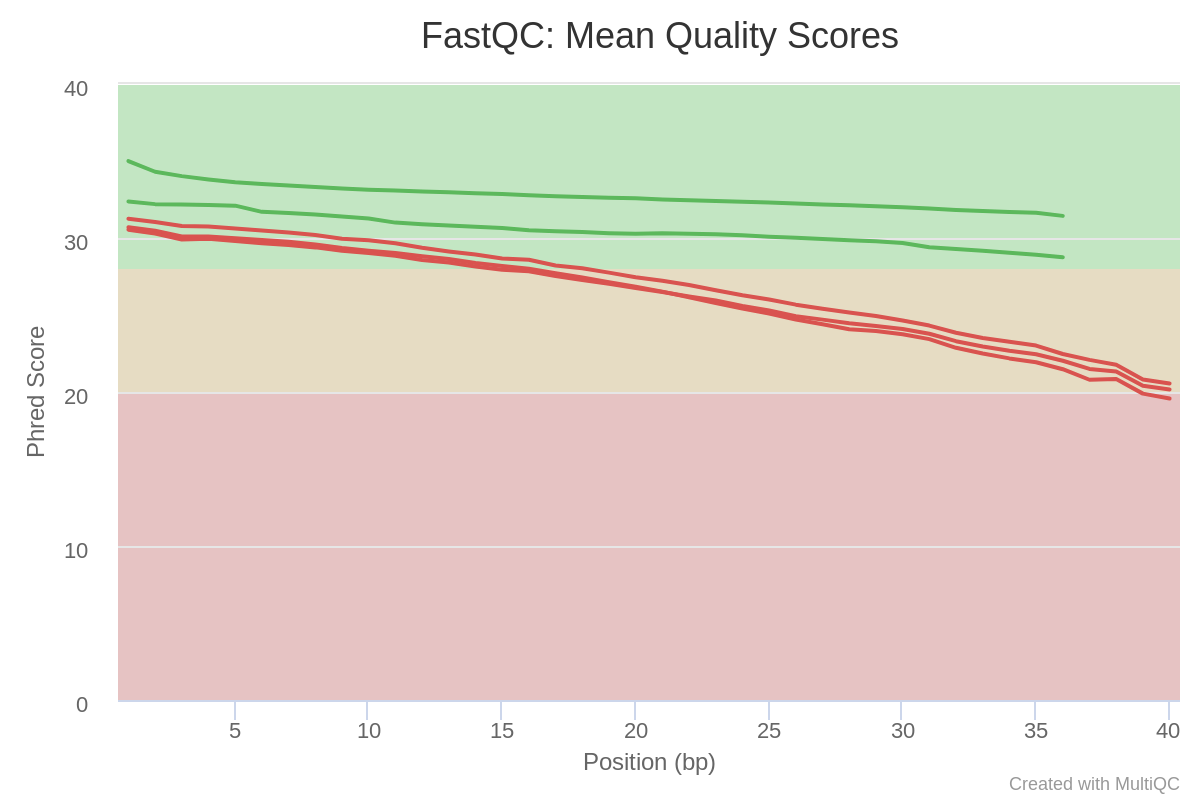 FastQC: Mean Quality Scores
40
30
20
10
0
Phred Score
5 10 15 20 25 30 35 40
Position (bp)
Created with MultiQC